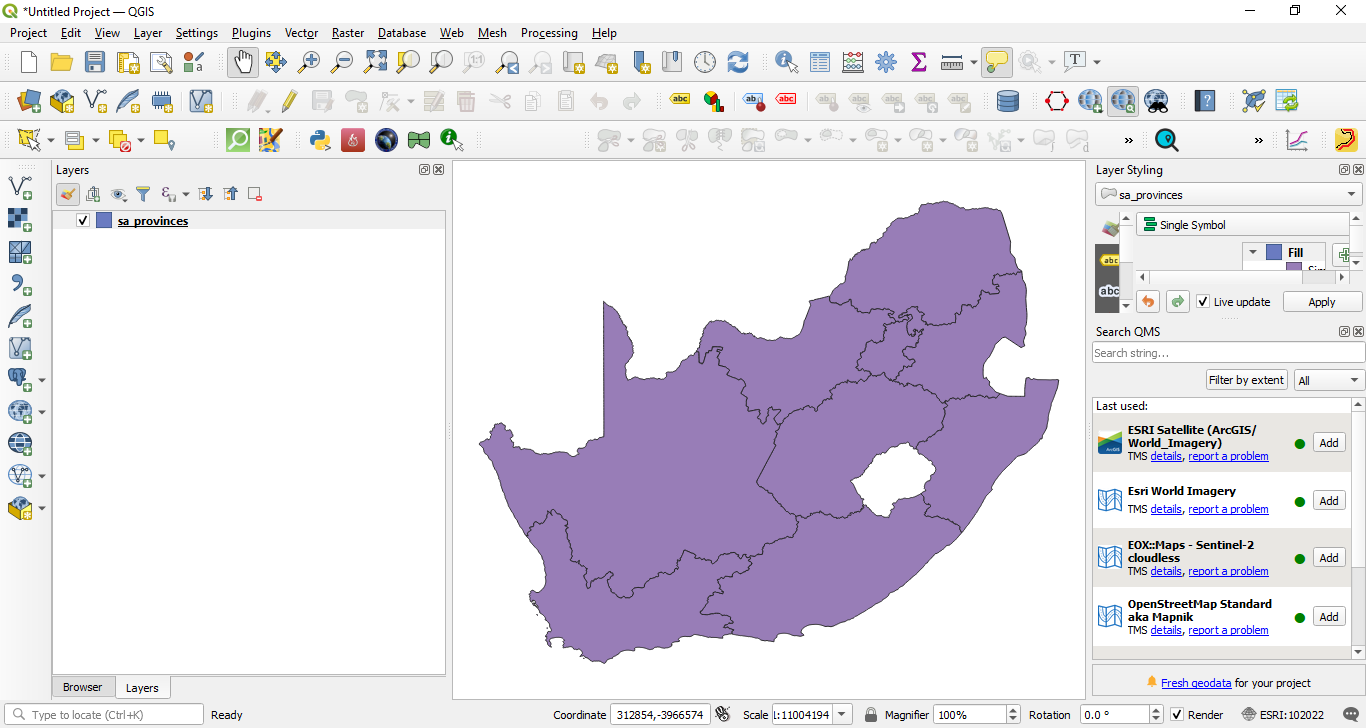 *Untitled Project — QGIS
Project Edit View Layer Settings Plugins Vector Raster Database Web Mesh Processing Help
abc abc abc
Layers
sa_provinces
Browser Layers
Layer Styling
sa_provinces
Single Symbol
abc
Fill
abc
Live update Apply
Search QMS
Search string...
Filter by extent All
Last used:
ESRI Satellite (ArcGIS/
World_Imagery)
TMS details, report a problem
Add
Esri World Imagery
TMS details, report a problem
Add
EOX::Maps - Sentinel-2
cloudless
TMS details, report a problem
Add
OpenStreetMap Standard
aka Mapnik
TMS details, report a problem
Add
Fresh geodata for your project
Type to locate (Ctrl+K) Ready Coordinate 312854,-3966574 Scale 1:11004194 Magnifier 100% Rotation 0.0 ° Render ESRI:102022